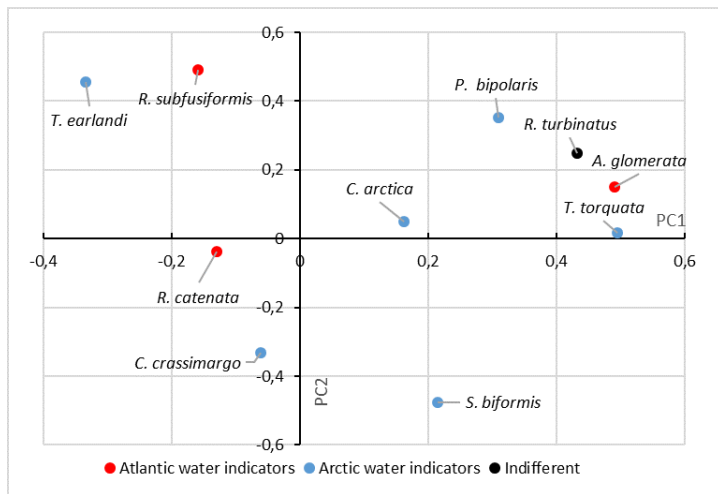 0,6
T. earlandi
R. subfusiformis
0,4
P. bipolaris
R. turbinatus
0,2
A. glomerata
C. arctica
T. torquata
PC1
0
-0,4
-0,2
0
0,2
0,4
0,6
R. catenata
-0,2
C. crassimargo
-0,4
PC2
S. biformis
-0,6
Atlantic water indicators
Arctic water indicators
Indifferent